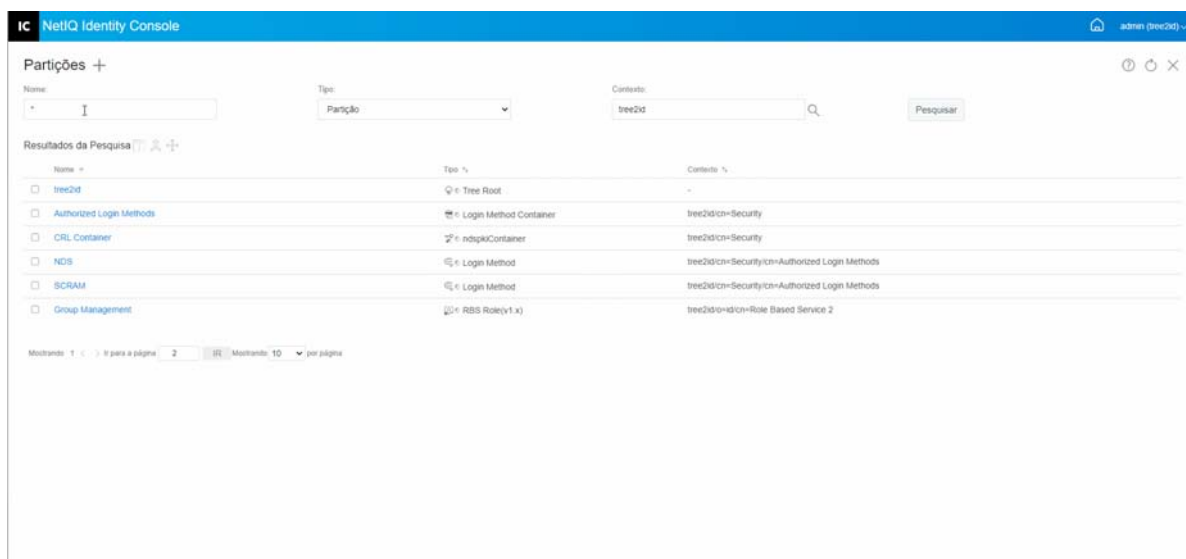 IC NetIQ Identity Console
admin (tree2id)
Partições
Nome:
Tipo:
Contexto:
*
Partição
tree2id
Pesquisar
Resultados da Pesquisa
Nome
Tipo
Contexto
tree2id
Tree Root
-
Authorized Login Methods
Login Method Container
tree2id/cn=Security
CRL Container
ndspkiContainer
tree2id/cn=Security
NDS
Login Method
tree2id/cn=Security/cn=Authorized Login Methods
SCRAM
Login Method
tree2id/cn=Security/cn=Authorized Login Methods
Group Management
RBS Role(v1.x)
tree2id/o=id/cn=Role Based Service 2
Mostrando 1 < > Ir para a página 2 IR Mostrando 10 por página